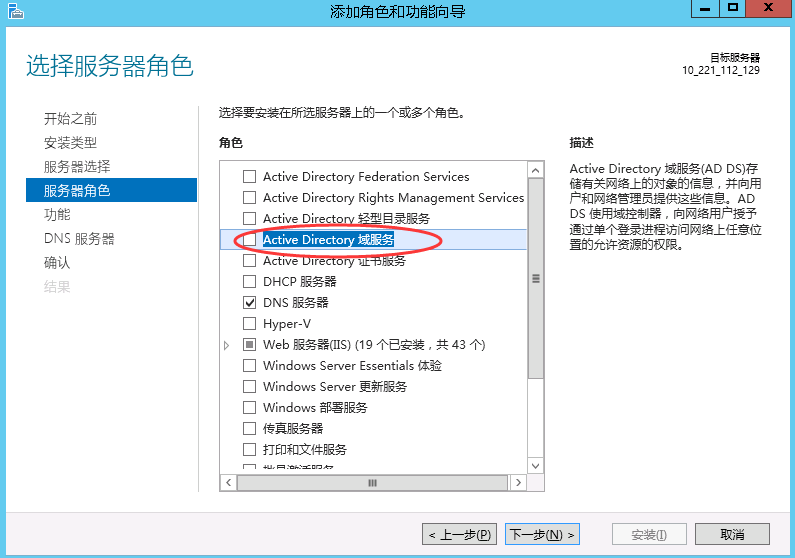 添加角色和功能向导
选择服务器角色
目标服务器
10_221_112_129
开始之前
安装类型
服务器选择
服务器角色
功能
DNS 服务器
确认
结果
选择要安装在所选服务器上的一个或多个角色。
角色
Active Directory Federation Services
Active Directory Rights Management Services
Active Directory 轻型目录服务
Active Directory 域服务
Active Directory 证书服务
DHCP 服务器
DNS 服务器
Hyper-V
Web 服务器(IIS) (19 个已安装，共 43 个)
Windows Server Essentials 体验
Windows Server 更新服务
Windows 部署服务
传真服务器
打印和文件服务
批量激活服务
描述
Active Directory 域服务(AD DS)存
储有关网络上的对象的信息，并向用
户和网络管理员提供这些信息。AD
DS 使用域控制器，向网络用户授予
通过单个登录进程访问网络上任意位
置的允许资源的权限。
< 上一步(P)
下一步(N) >
安装(I)
取消